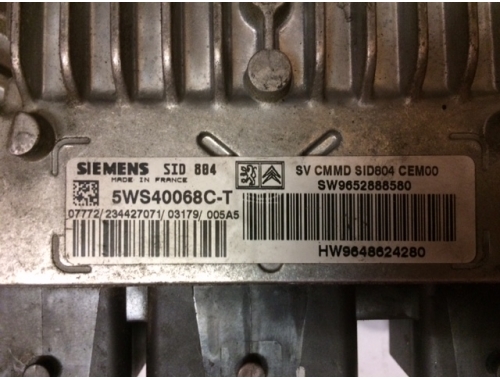 SIEMENS SID 804
MADE IN FRANCE
5WS40068C-T
07772/234427071/03179/005A5
SV CMMD SID804 CEM00
SW9652888580
HW9648624280